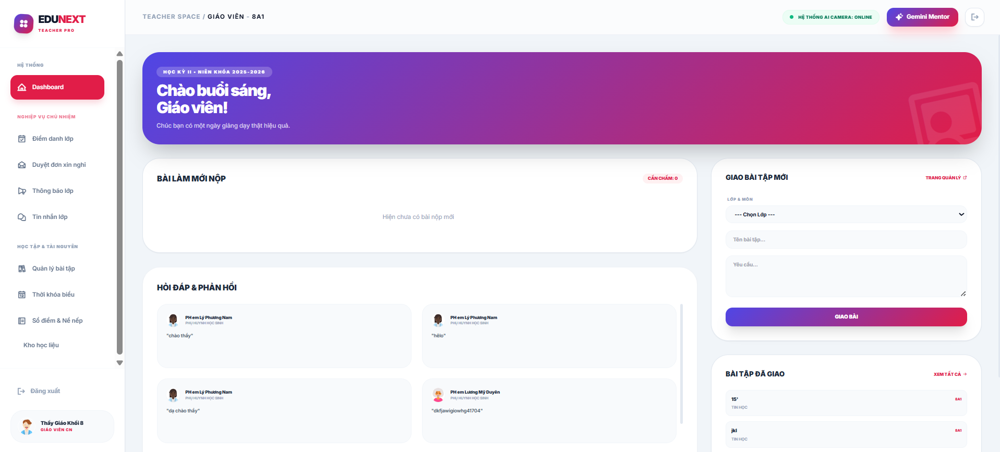 EDUNEXT
TEACHER PRO
HỆ THỐNG
Dashboard
NGHIỆP VỤ CHỦ NHIỆM
Điểm danh lớp
Duyệt đơn xin nghỉ
Thông báo lớp
Tin nhắn lớp
HỌC TẬP & TÀI NGUYÊN
Quản lý bài tập
Thời khóa biểu
Sổ điểm & Nề nếp
Kho học liệu
Đăng xuất
Thầy Giáo Khối 8
GIÁO VIÊN CN
TEACHER SPACE / GIÁO VIÊN - 8A1
HỆ THỐNG AI CAMERA: ONLINE
Gemini Mentor
HỌC KỲ II • NIÊN KHÓA 2025-2026
Chào buổi sáng,
Giáo viên!
Chúc bạn có một ngày giảng dạy thật hiệu quả.
BÀI LÀM MỚI NỘP
CẦN CHẤM: 0
Hiện chưa có bài nộp mới
HỎI ĐÁP & PHẢN HỒI
PH em Lý Phương Nam
PHỤ HUYNH HỌC SINH
"chào thầy"
PH em Lý Phương Nam
PHỤ HUYNH HỌC SINH
"hêlo"
PH em Lý Phương Nam
PHỤ HUYNH HỌC SINH
"dạ chào thầy"
PH em Lương Mỹ Duyên
PHỤ HUYNH HỌC SINH
"dkfjawigiowhg41704"
GIAO BÀI TẬP MỚI
TRANG QUẢN LÝ
LỚP & MÔN
--- Chọn Lớp ---
Tên bài tập...
Yêu cầu...
GIAO BÀI
BÀI TẬP ĐÃ GIAO
XEM TẤT CẢ →
15'
8A1
TIN HỌC
jkl
8A1
TIN HỌC